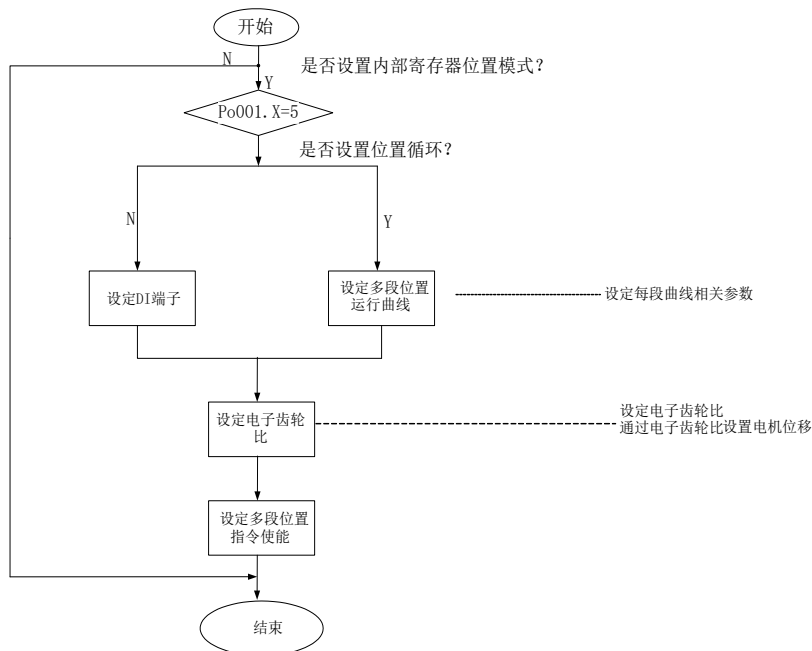 开始
N
是否设置内部寄存器位置模式？
Y
Po001.X=5
是否设置位置循环？
N
Y
设定DI端子
设定多段位置
运行曲线
设定每段曲线相关参数
设定电子齿轮
比
设定电子齿轮比
通过电子齿轮比设置电机位移
设定多段位置
指令使能
结束